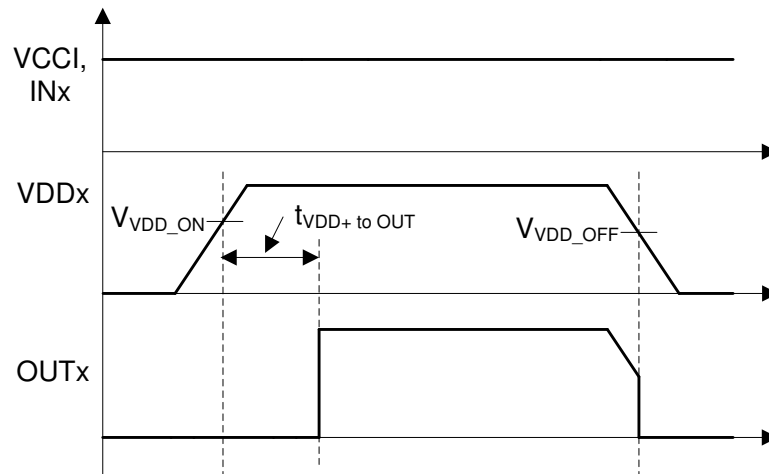 VCCI,
INx
VDDx
VVDD_ON
tVDD+ to OUT
VVDD_OFF
OUTx